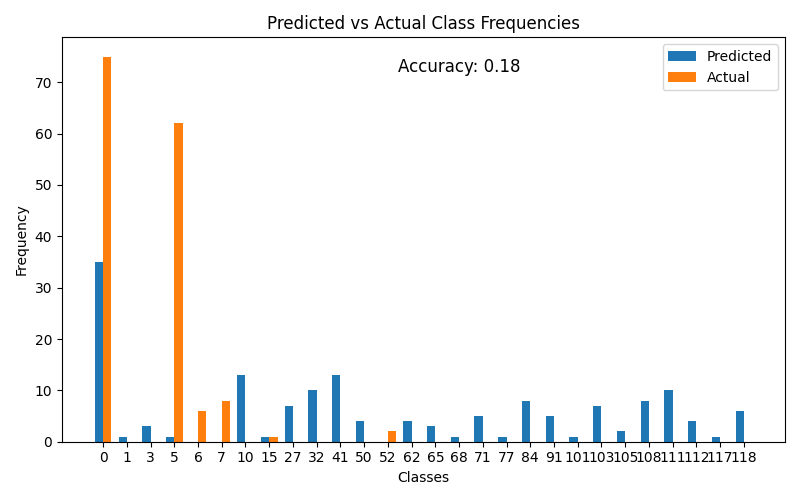 Predicted vs Actual Class Frequencies
Accuracy: 0.18
Predicted
Actual
Frequency
70
60
50
40
30
20
10
0
0 1 3 5 6 7 10 15 27 32 41 50 52 62 65 68 71 77 84 91 101 103 105 108 111 112 117 118
Classes